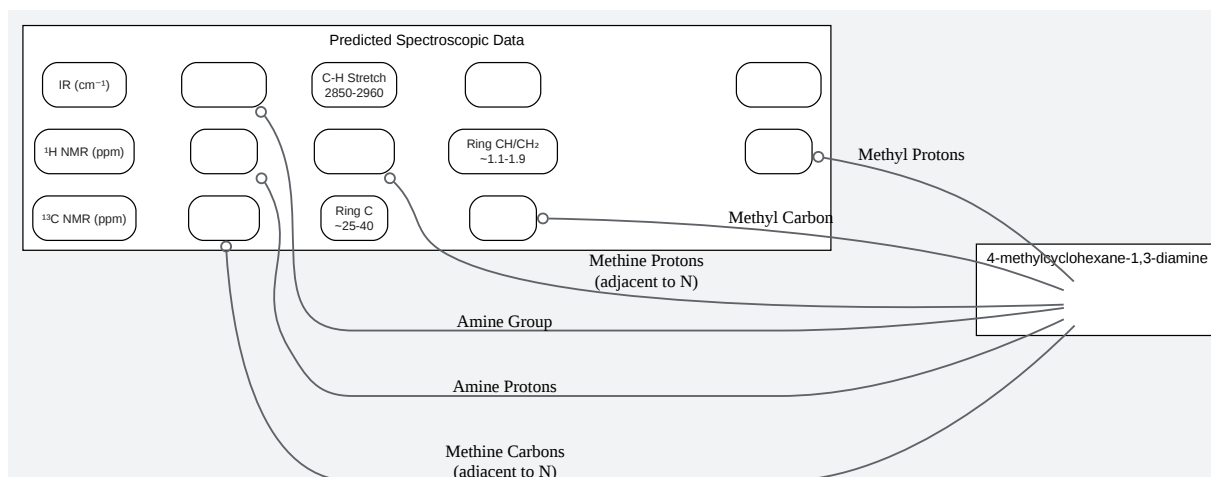 Predicted Spectroscopic Data
IR (cm⁻¹)
C-H Stretch
2850-2960
¹H NMR (ppm)
Ring CH/CH₂
~1.1-1.9
Methyl Protons
¹³C NMR (ppm)
Ring C
~25-40
Methyl Carbon
Methine Protons
(adjacent to N)
4-methylcyclohexane-1,3-diamine
Amine Group
Amine Protons
Methine Carbons
(adjacent to N)